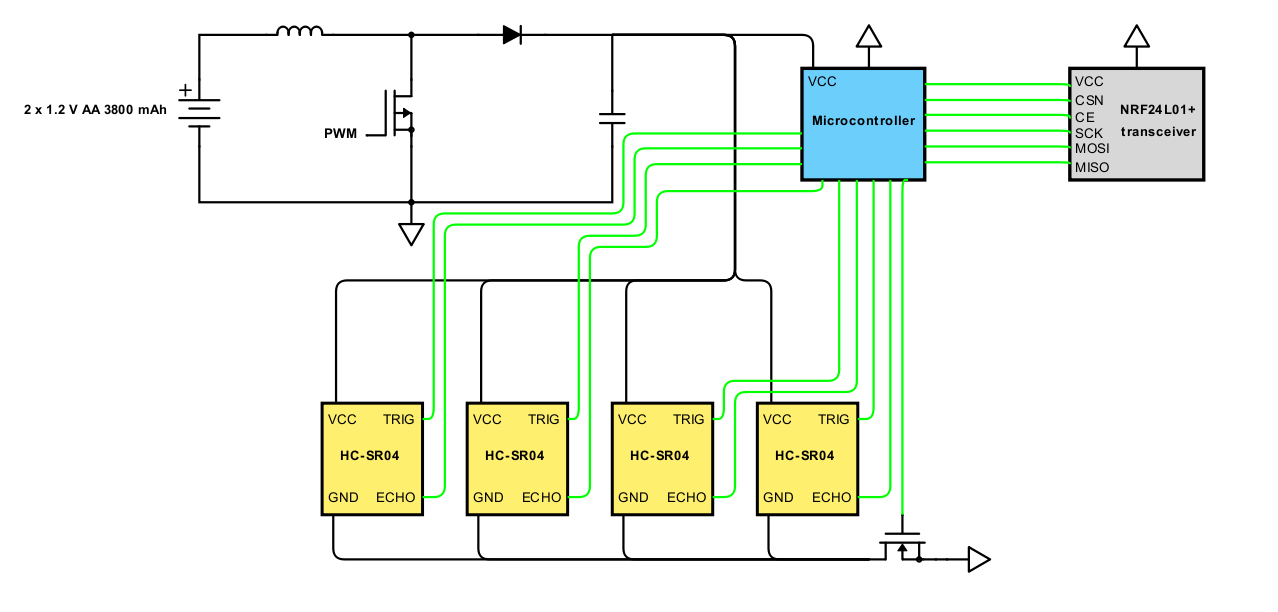 2 x 1.2 V AA 3800 mAh
+
PWM
VCC
Microcontroller
VCC
CSN
CE
SCK
MOSI
MISO
NRF24L01+
transceiver
VCC TRIG
HC-SR04
GND ECHO
VCC TRIG
HC-SR04
GND ECHO
VCC TRIG
HC-SR04
GND ECHO
VCC TRIG
HC-SR04
GND ECHO